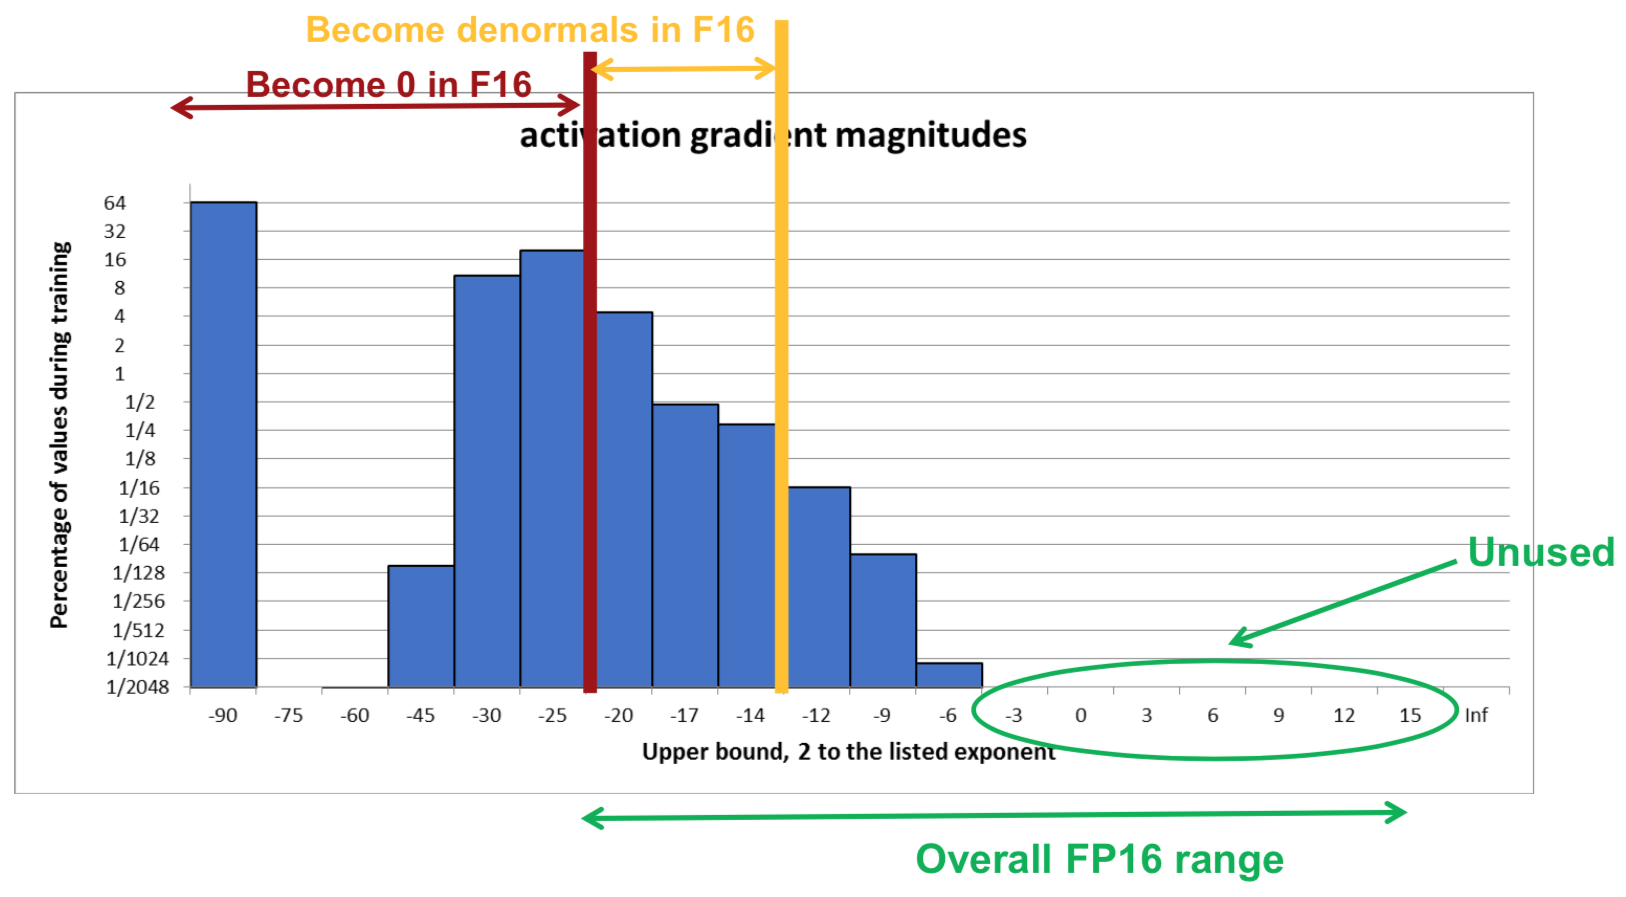 Become denormals in F16
Become 0 in F16
activation gradient magnitudes
Percentage of values during training
64
32
16
8
4
2
1
1/2
1/4
1/8
1/16
1/32
1/64
1/128
1/256
1/512
1/1024
1/2048
Unused
-90 -75 -60 -45 -30 -25 -20 -17 -14 -12 -9 -6 -3 0 3 6 9 12 15 Inf
Upper bound, 2 to the listed exponent
Overall FP16 range